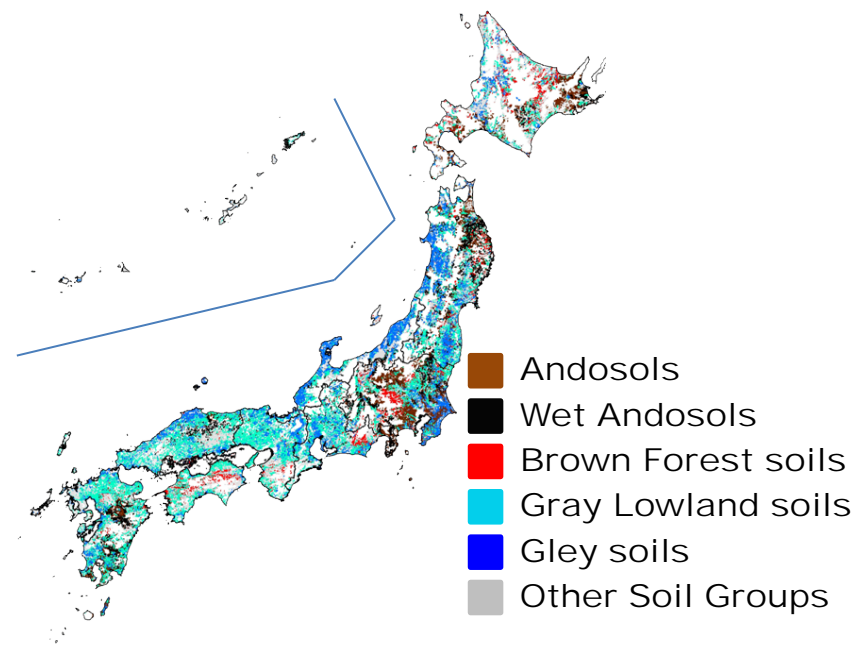 Andosols
Wet Andosols
Brown Forest soils
Gray Lowland soils
Gley soils
Other Soil Groups